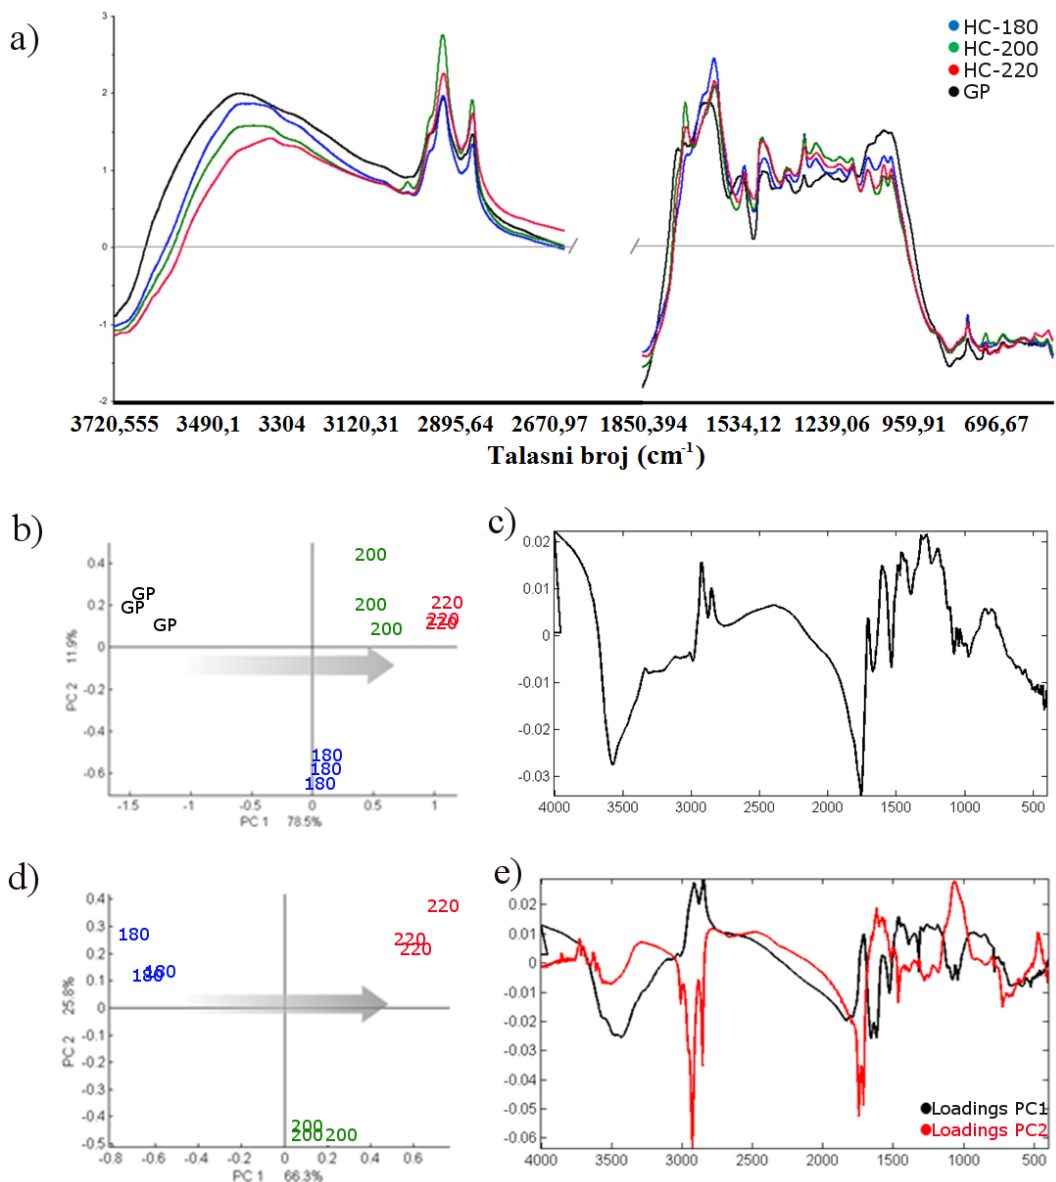 a)
3
2
1
0
-1
-2
HC-180
HC-200
HC-220
GP
3720,555 3490,1 3304 3120,31 2895,64 2670,97 1850,394 1534,12 1239,06 959,91 696,67
Talasni broj (cm-1)
b)
0.4
0.2
0
-0.2
-0.4
-0.6
PC 2 11.9%
GP
GP
GP
200
200
200
220
220
220
180
180
180
-1.5 -1 -0.5 0 0.5 1
PC 1 78.5%
c)
0.02
0.01
0
-0.01
-0.02
-0.03
4000 3500 3000 2500 2000 1500 1000 500
d)
0.4
0.3
0.2
0.1
0
-0.1
-0.2
-0.3
-0.4
-0.5
PC 2 25.8%
180
180
180
220
220
220
200
200
200
-0.8 -0.6 -0.4 -0.2 0 0.2 0.4 0.6
PC 1 66.3%
e)
0.02
0.01
0
-0.01
-0.02
-0.03
-0.04
-0.05
-0.06
Loadings PC1
Loadings PC2
4000 3500 3000 2500 2000 1500 1000 500